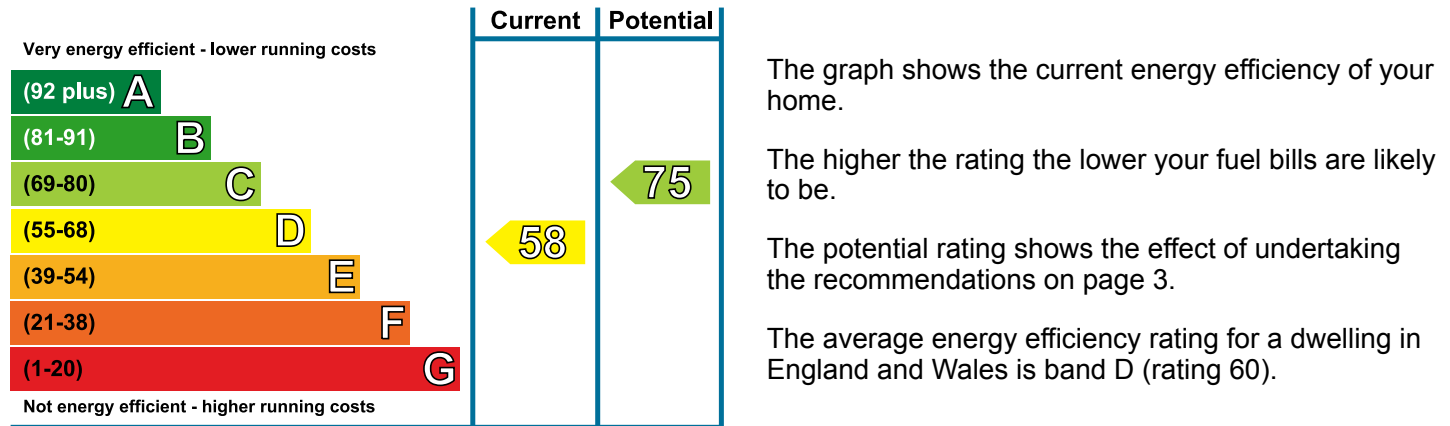 Current Potential
Very energy efficient - lower running costs
(92 plus) A
(81-91) B
(69-80) C
75
(55-68) D
58
(39-54) E
(21-38) F
(1-20) G
Not energy efficient - higher running costs
The graph shows the current energy efficiency of your
home.
The higher the rating the lower your fuel bills are likely
to be.
The potential rating shows the effect of undertaking
the recommendations on page 3.
The average energy efficiency rating for a dwelling in
England and Wales is band D (rating 60).